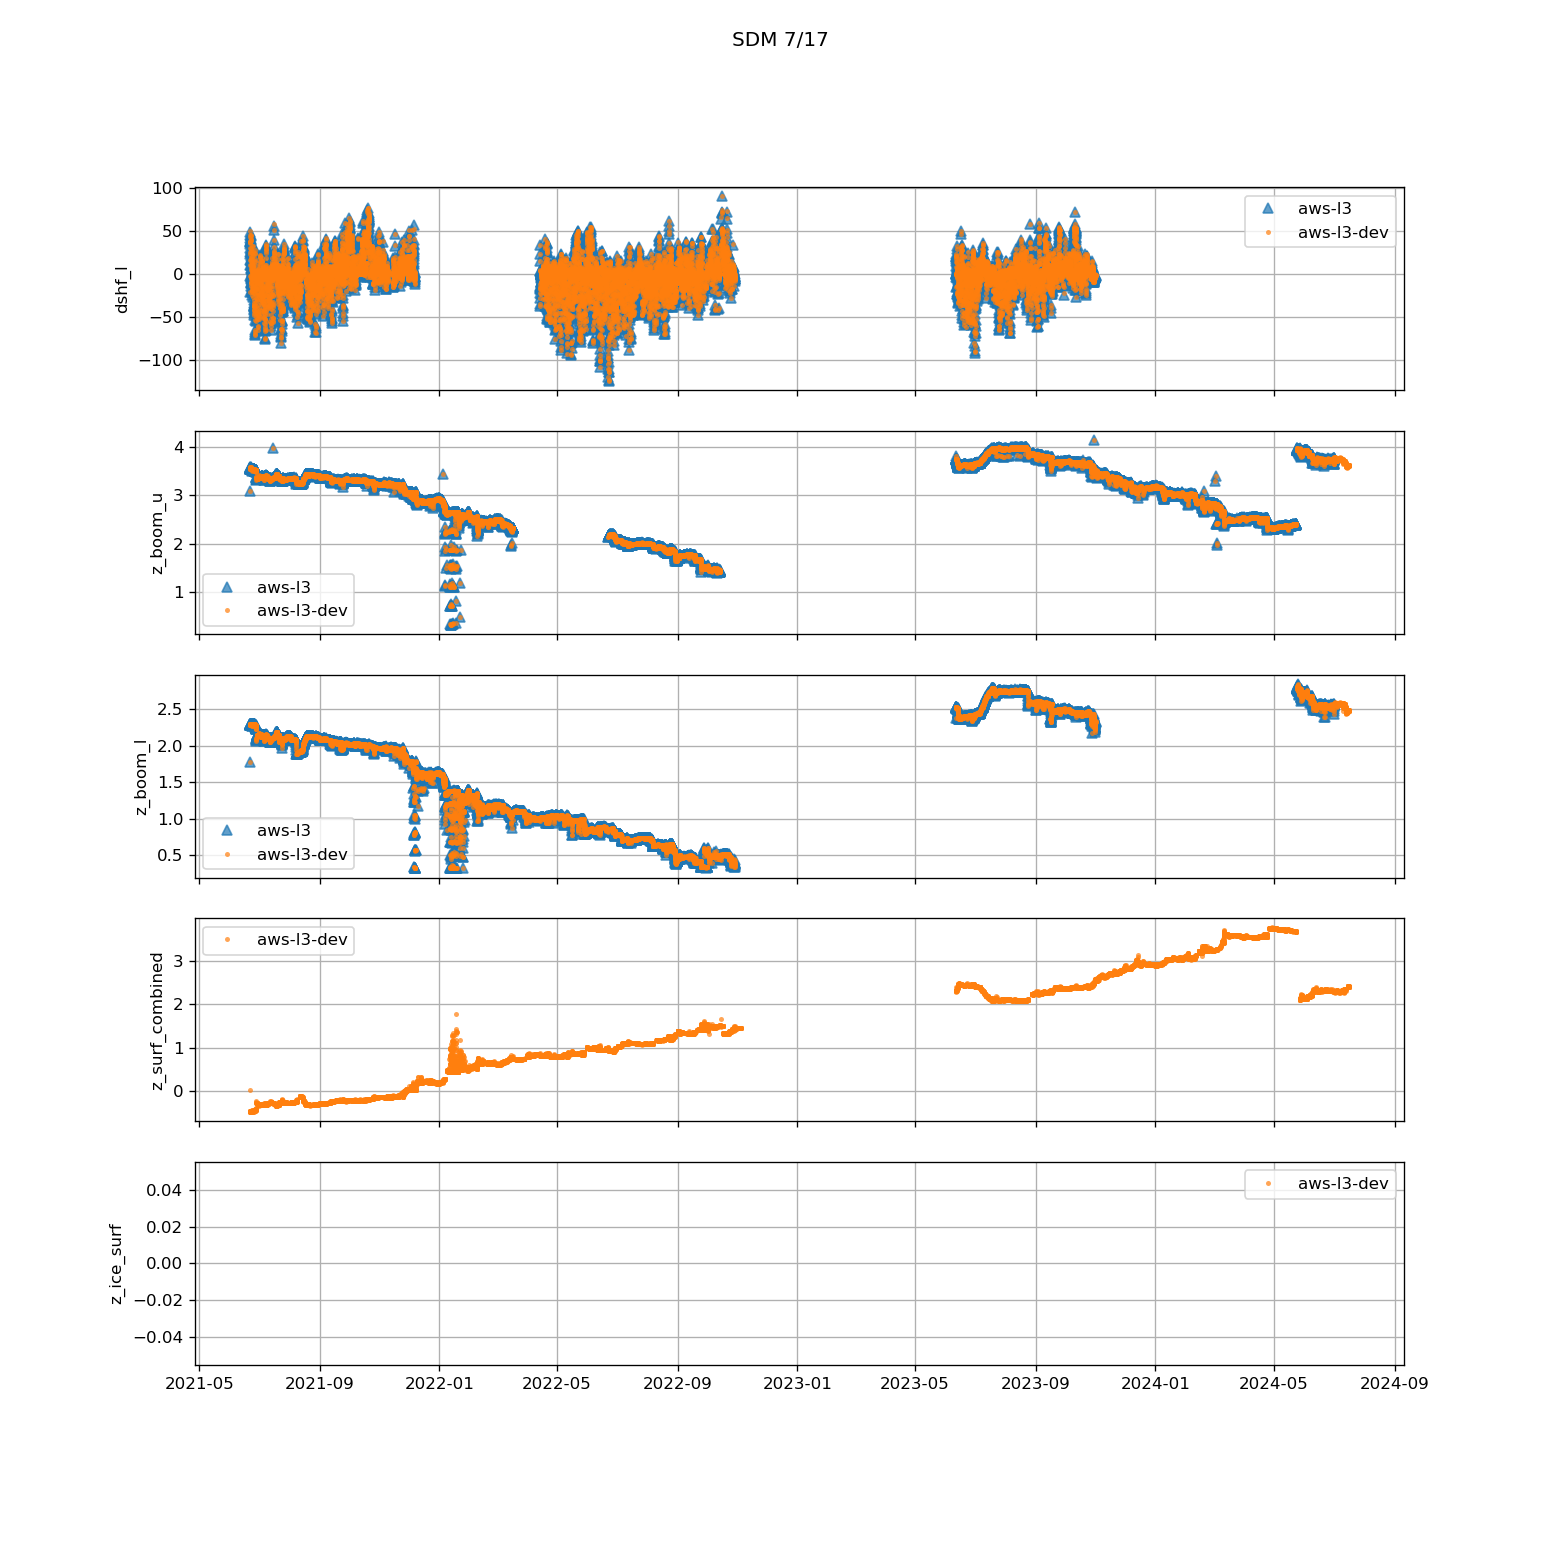 SDM 7/17
100
50
0
−50
−100
dshf_l
aws-l3
aws-l3-dev
4
3
2
1
z_boom_u
aws-l3
aws-l3-dev
2.5
2.0
1.5
1.0
0.5
z_boom_l
aws-l3
aws-l3-dev
3
2
1
0
z_surf_combined
aws-l3-dev
0.04
0.02
0.00
−0.02
−0.04
z_ice_surf
aws-l3-dev
2021-05 2021-09 2022-01 2022-05 2022-09 2023-01 2023-05 2023-09 2024-01 2024-05 2024-09